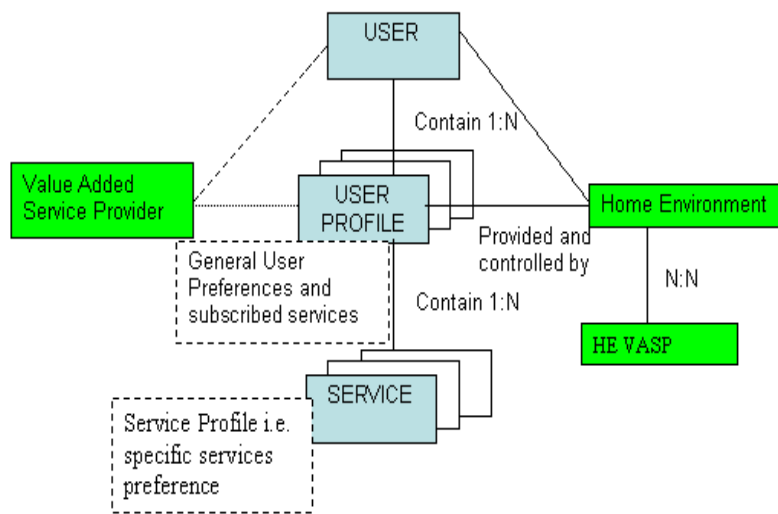 USER
Contain 1:N
Value Added
Service Provider
USER
PROFILE
Home Environment
Provided and
controlled by
General User
Preferences and
subscribed services
N:N
Contain 1:N
HE VASP
SERVICE
Service Profile i.e.
specific services
preference